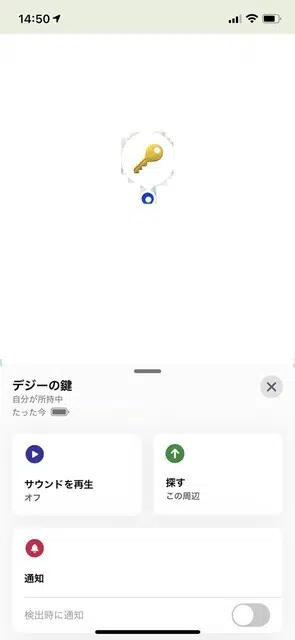 14:50
デジーの鍵
自分が所持中
たった今
サウンドを再生
オフ
探す
この周辺
通知
検出時に通知